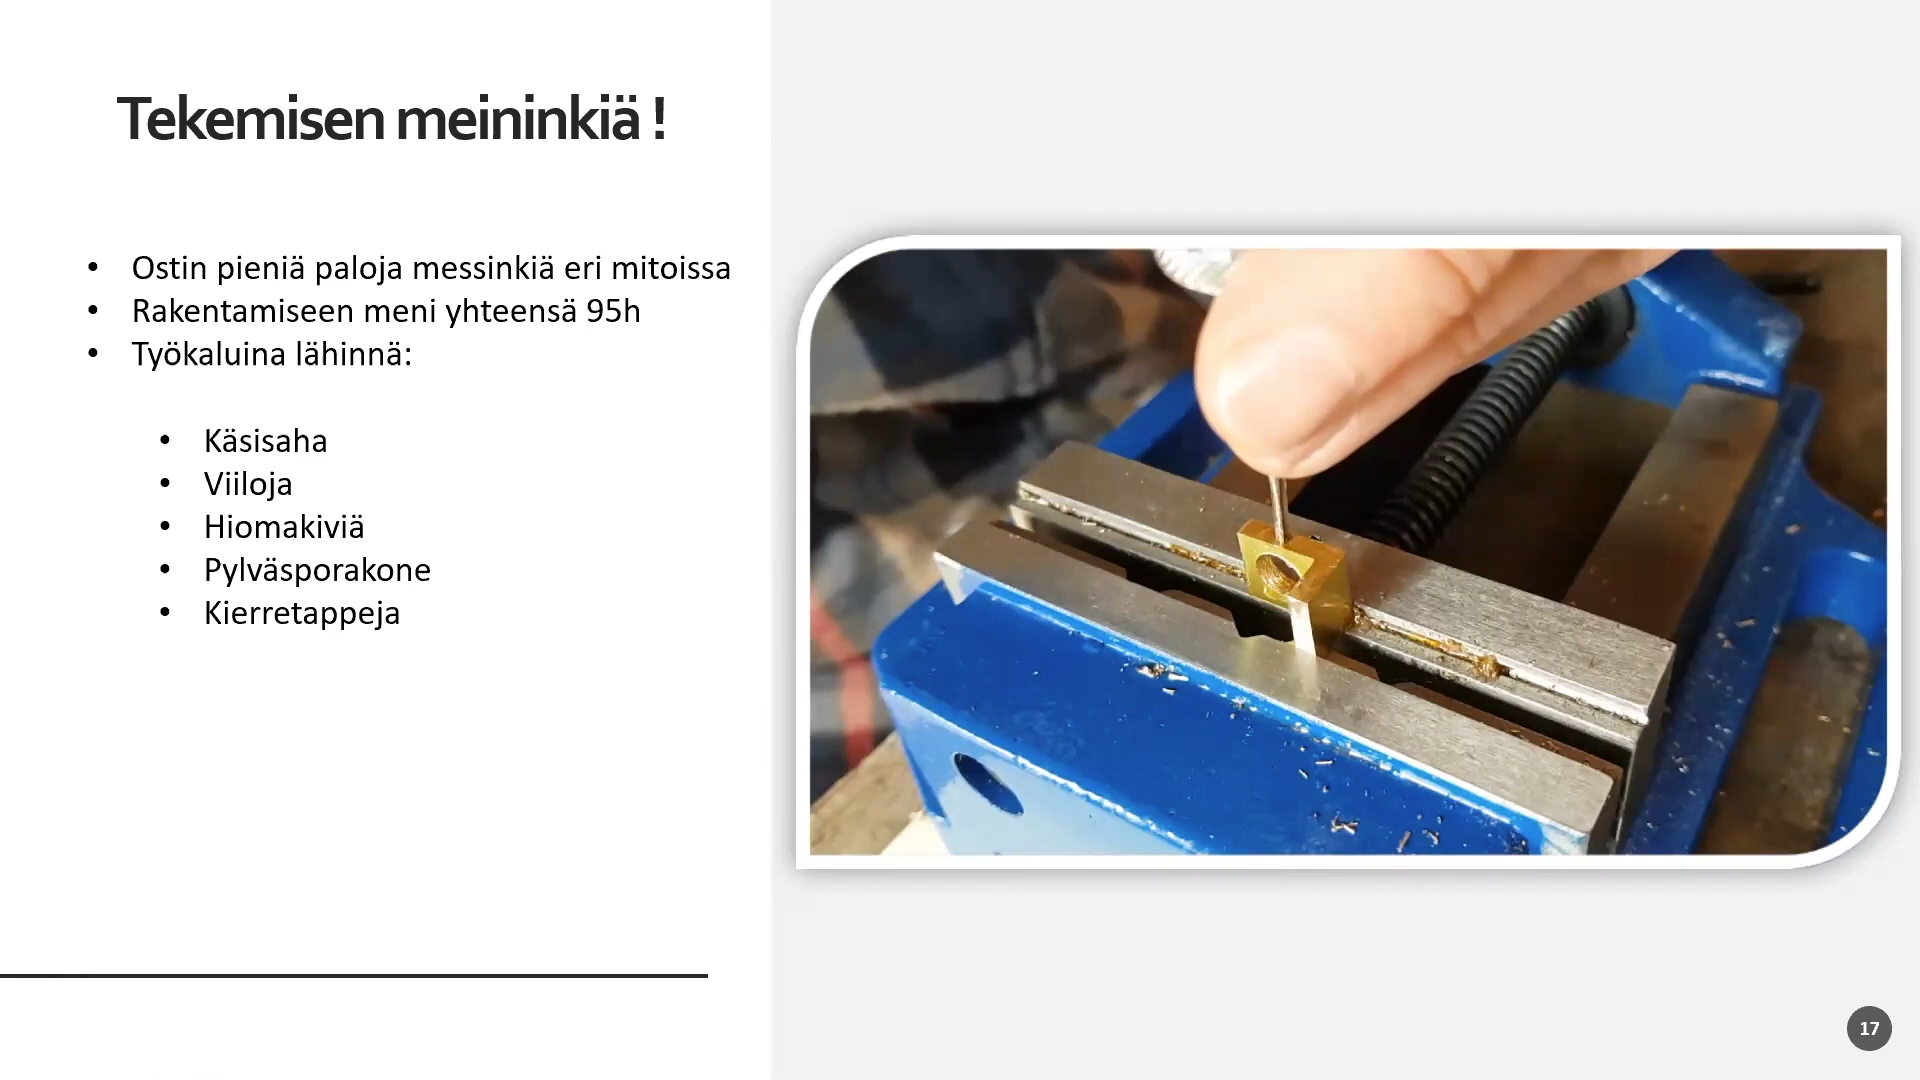 Tekemisen meininkiä !
• Ostin pieniä paloja messinkiä eri mitoissa
• Rakentamiseen meni yhteensä 95h
• Työkaluina lähinnä:
• Käsisaha
• Viiloja
• Hiomakiviä
• Pylväsporakone
• Kierretappeja
17